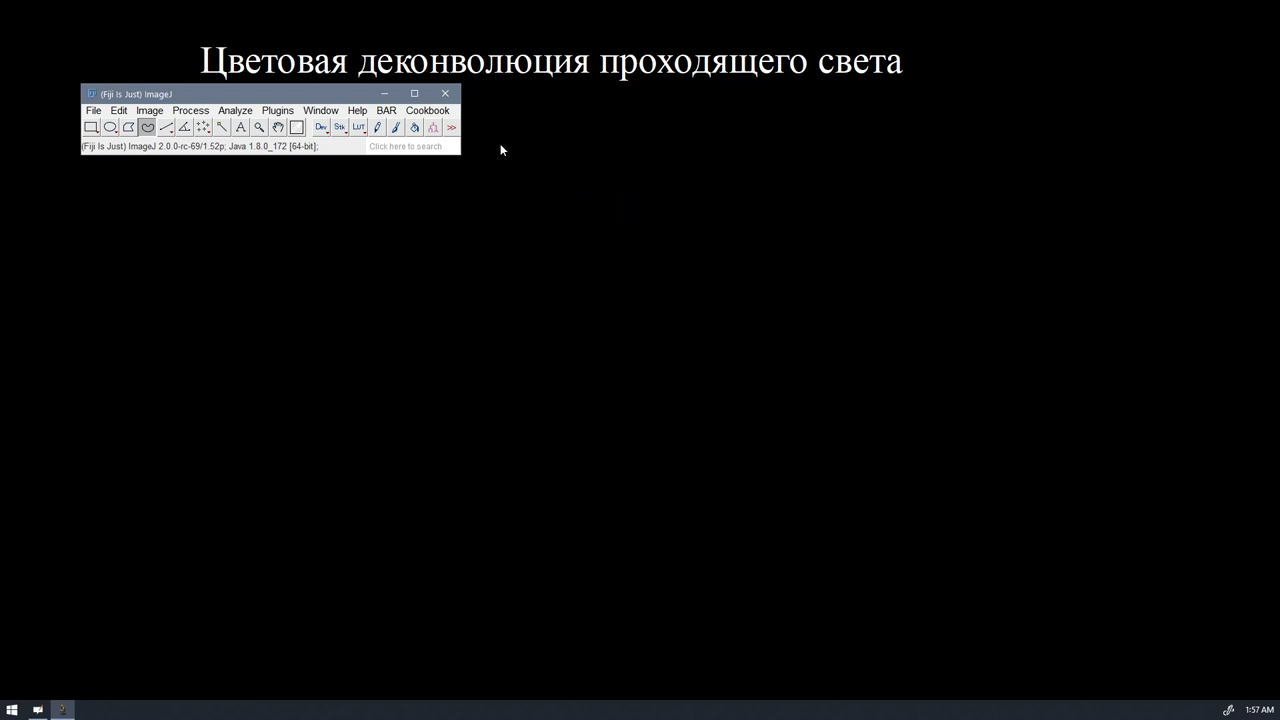 Цветовая деконволюция проходящего света
(Fiji Is Just) ImageJ
File Edit Image Process Analyze Plugins Window Help BAR Cookbook
A Dev Stk LUT >>
(Fiji Is Just) ImageJ 2.0.0-rc-69/1.52p; Java 1.8.0_172 [64-bit]; Click here to search
1:57 AM